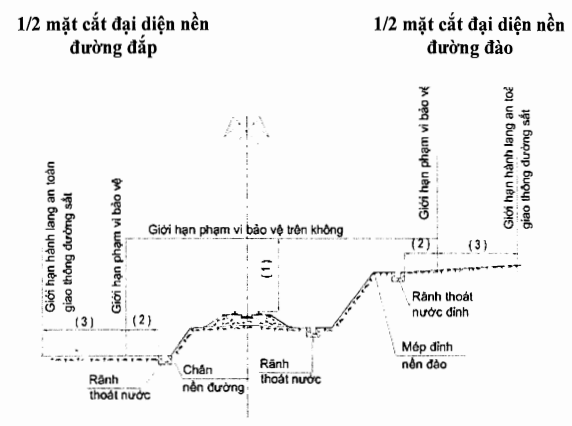 1/2 mặt cắt đại diện nền
đường đắp
1/2 mặt cắt đại diện nền
đường đào
Giới hạn hành lang an toàn
giao thông đường sắt
Giới hạn phạm vi bảo vệ
Giới hạn phạm vi bảo vệ trên không
Giới hạn phạm vi bảo vệ
Giới hạn hành lang an toà
giao thông đường sắt
(1)
(2)
(3)
(3)
(2)
Rãnh thoát
nước đỉnh
Mép đỉnh
nền đào
Rãnh
thoát nước
Chân
nền đường
Rãnh
thoát nước